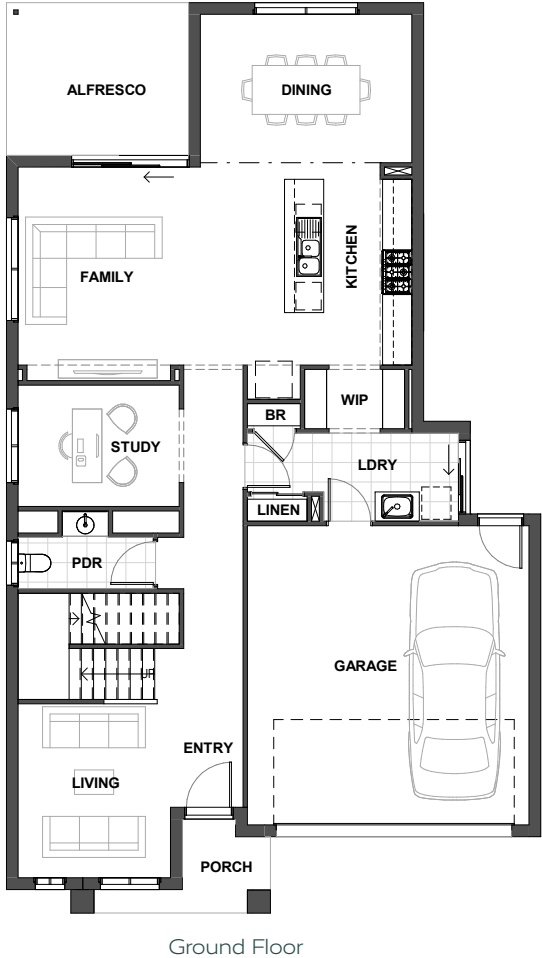 ALFRESCO
DINING
KITCHEN
FAMILY
WIP
BR
STUDY
LDRY
LINEN
PDR
UP
GARAGE
ENTRY
LIVING
PORCH
Ground Floor